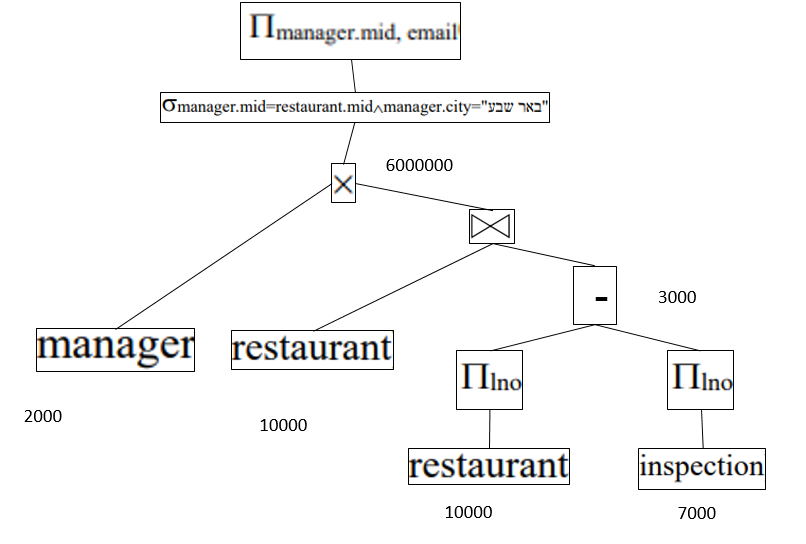 Πmanager.mid, email
σmanager.mid=restaurant.mid∧manager.city="באר שבע"
×
6000000
⋈
-
3000
manager
restaurant
Πlno
Πlno
2000
10000
restaurant
inspection
10000
7000